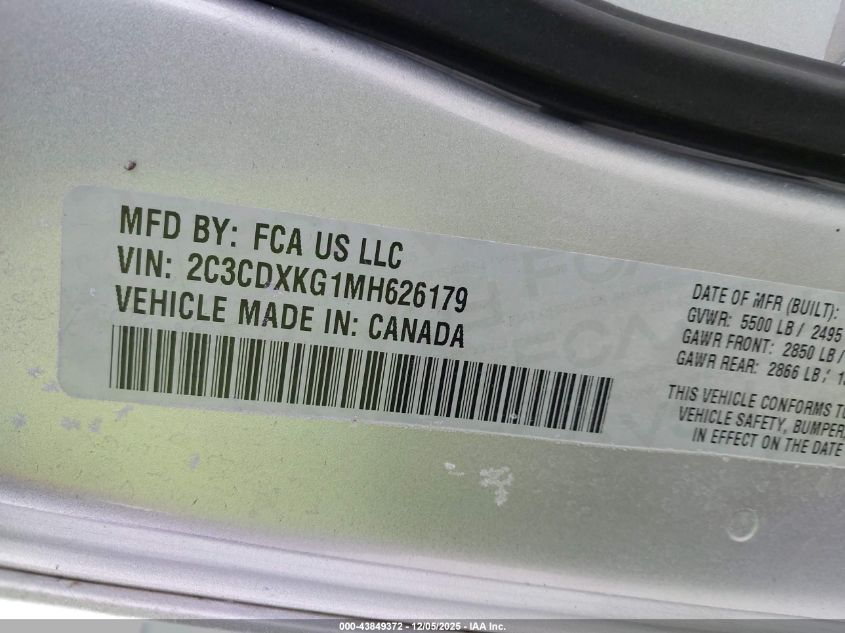 MFD BY: FCA US LLC
VIN: 2C3CDXKG1MH626179
VEHICLE MADE IN: CANADA
DATE OF MFR (BUILT):
GVWR: 5500 LB / 2495
GAWR FRONT: 2850 LB /
GAWR REAR: 2866 LB /
THIS VEHICLE CONFORMS TO
VEHICLE SAFETY, BUMPER,
IN EFFECT ON THE DATE
000-43849372 - 12/05/2025 - IAA Inc.